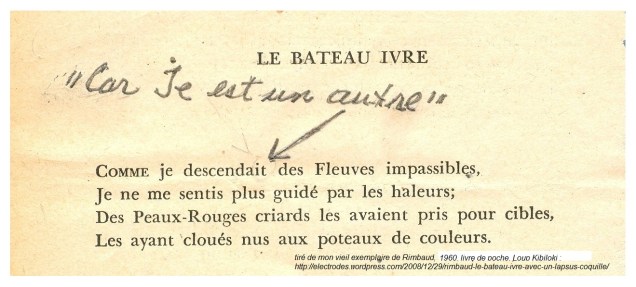 LE BATEAU IVRE
"Car Je est un autre"
COMME je descendait des Fleuves impassibles,
Je ne me sentis plus guidé par les haleurs;
Des Peaux-Rouges criards les avaient pris pour cibles,
Les ayant cloués nus aux poteaux de couleurs.
tiré de mon vieil exemplaire de Rimbaud, 1960, livre de poche, Loup Kibiloki :
http://electrodes.wordpress.com/2008/12/29/rimbaud-le-bateau-ivre-avec-un-lapsus-coquille/